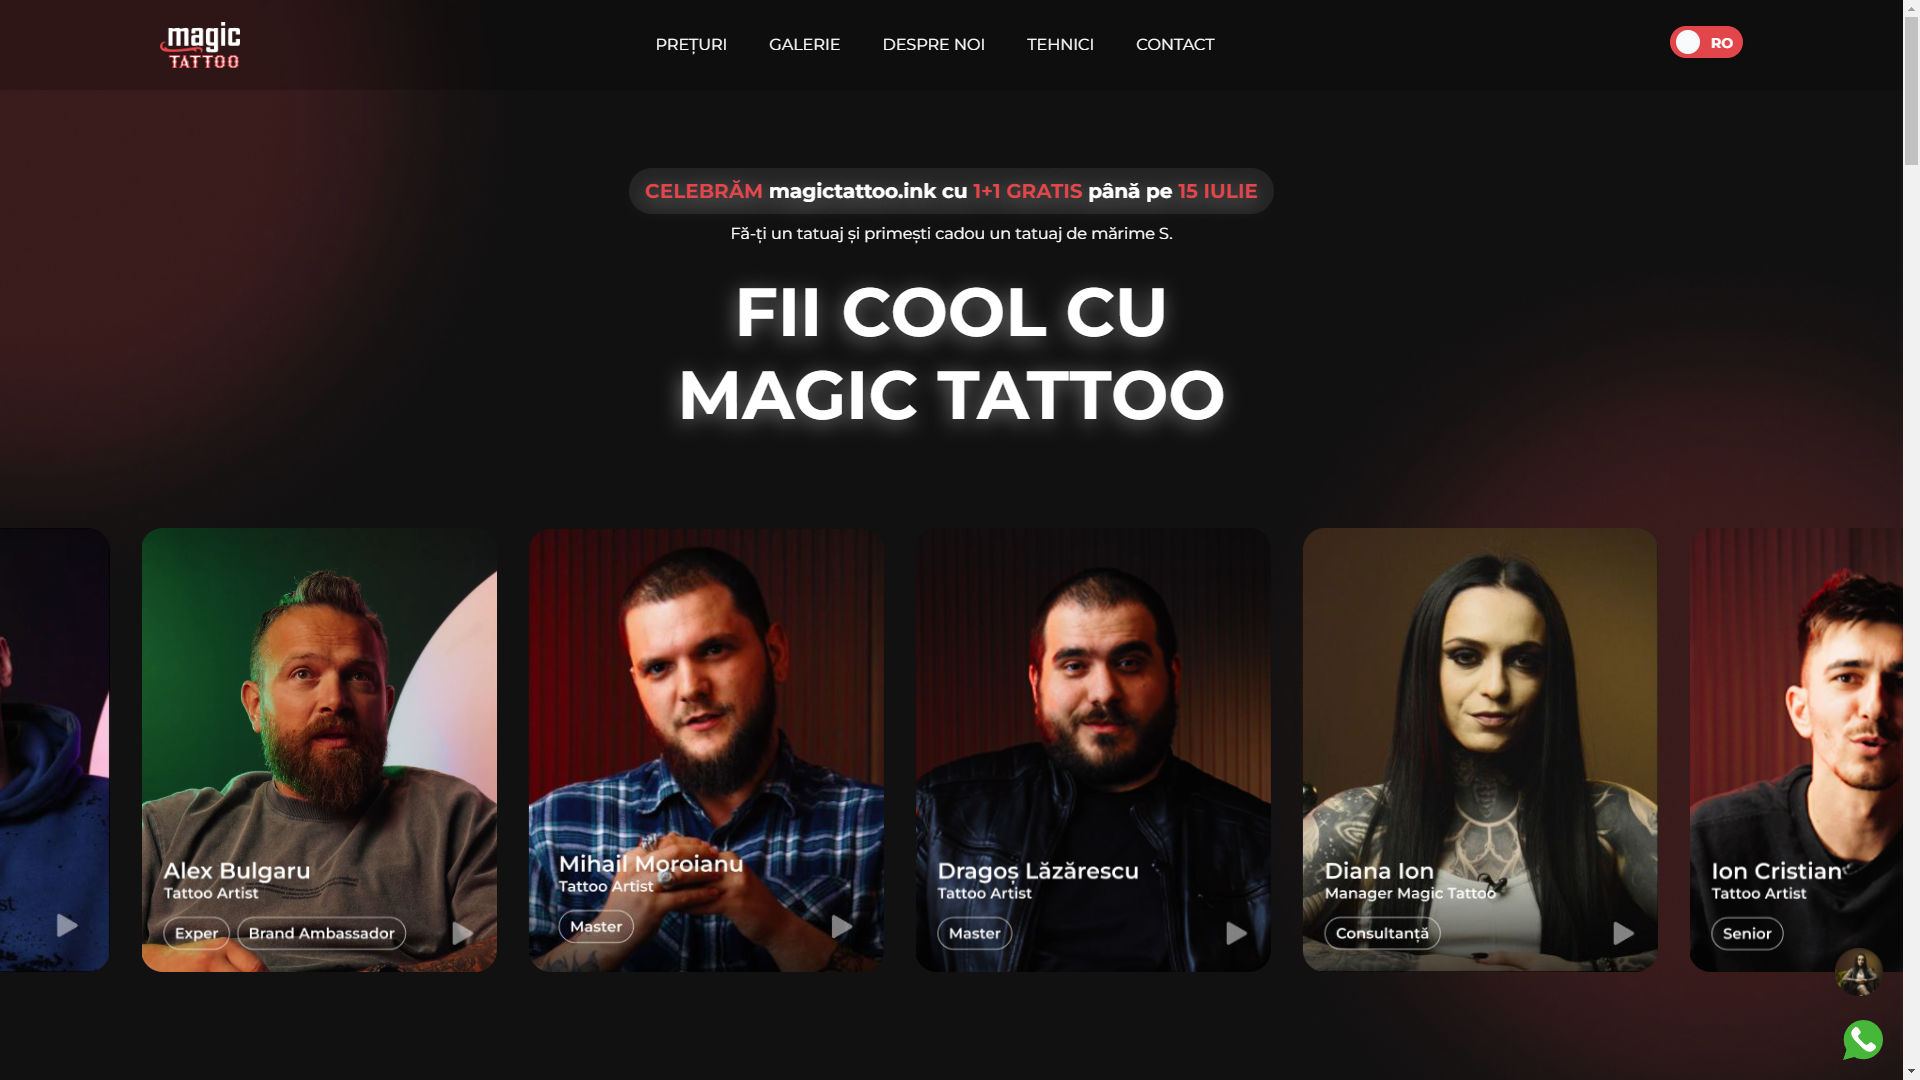 magic
TATTOO
PREȚURI
GALERIE
DESPRE NOI
TEHNICI
CONTACT
RO
CELEBRĂM magictattoo.ink cu 1+1 GRATIS până pe 15 IULIE
Fă-ți un tatuaj și primești cadou un tatuaj de mărime S.
FII COOL CU
MAGIC TATTOO
Alex Bulgaru
Tattoo Artist
Exper
Brand Ambassador
Mihail Moroianu
Tattoo Artist
Master
Dragoș Lăzărescu
Tattoo Artist
Master
Diana Ion
Manager Magic Tattoo
Consultanță
Ion Cristian
Tattoo Artist
Senior